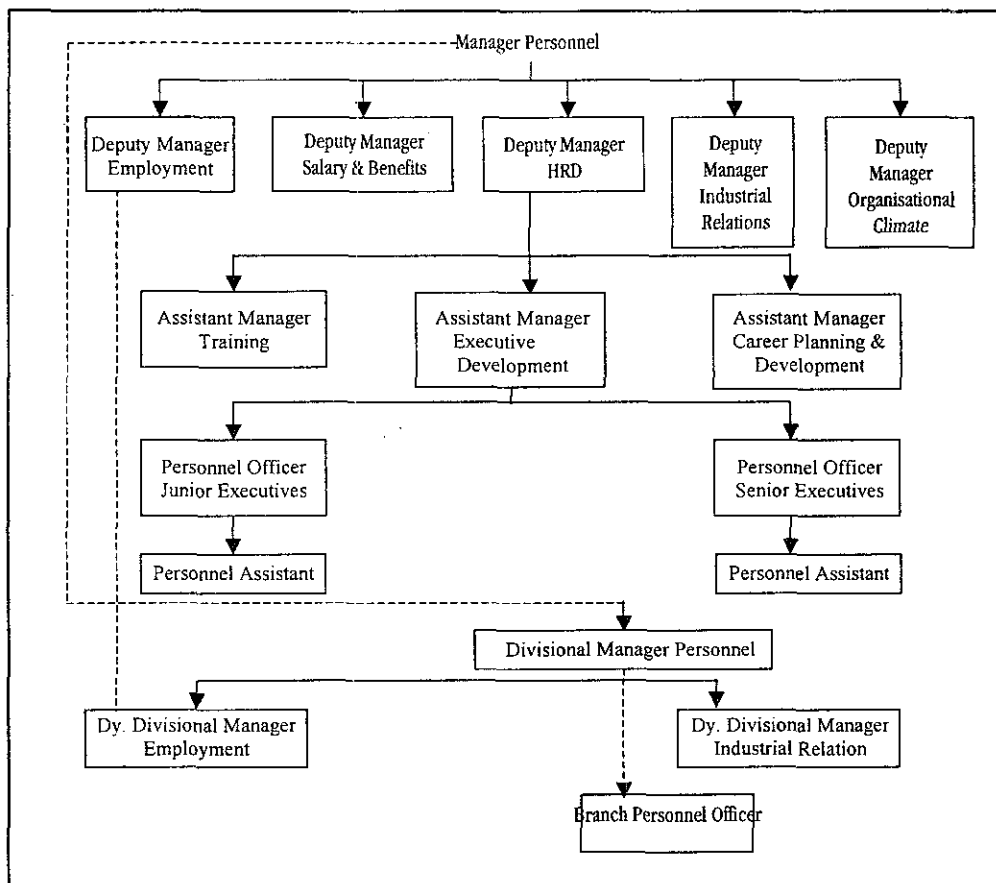 Manager Personnel
Deputy Manager
Employment
Deputy Manager
Salary & Benefits
Deputy Manager
HRD
Deputy
Manager
Industrial
Relations
Deputy
Manager
Organisational
Climate
Assistant Manager
Training
Assistant Manager
Executive
Development
Assistant Manager
Career Planning &
Development
Personnel Officer
Junior Executives
Personnel Officer
Senior Executives
Personnel Assistant
Personnel Assistant
Divisional Manager Personnel
Dy. Divisional Manager
Employment
Dy. Divisional Manager
Industrial Relation
Branch Personnel Officer